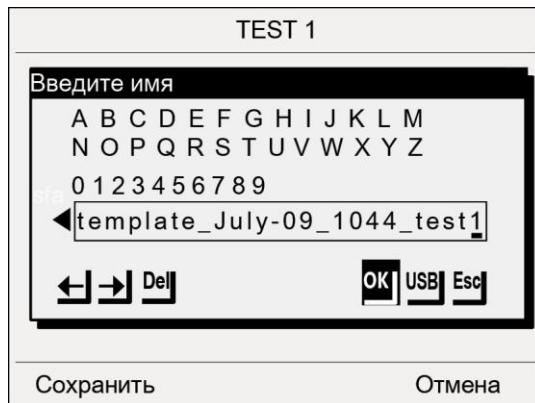 TEST 1
Введите имя
A B C D E F G H I J K L M
N O P Q R S T U V W X Y Z
0 1 2 3 4 5 6 7 8 9
sfa
template_July-09_1044_test1
Del OK USB Esc
Сохранить Отмена